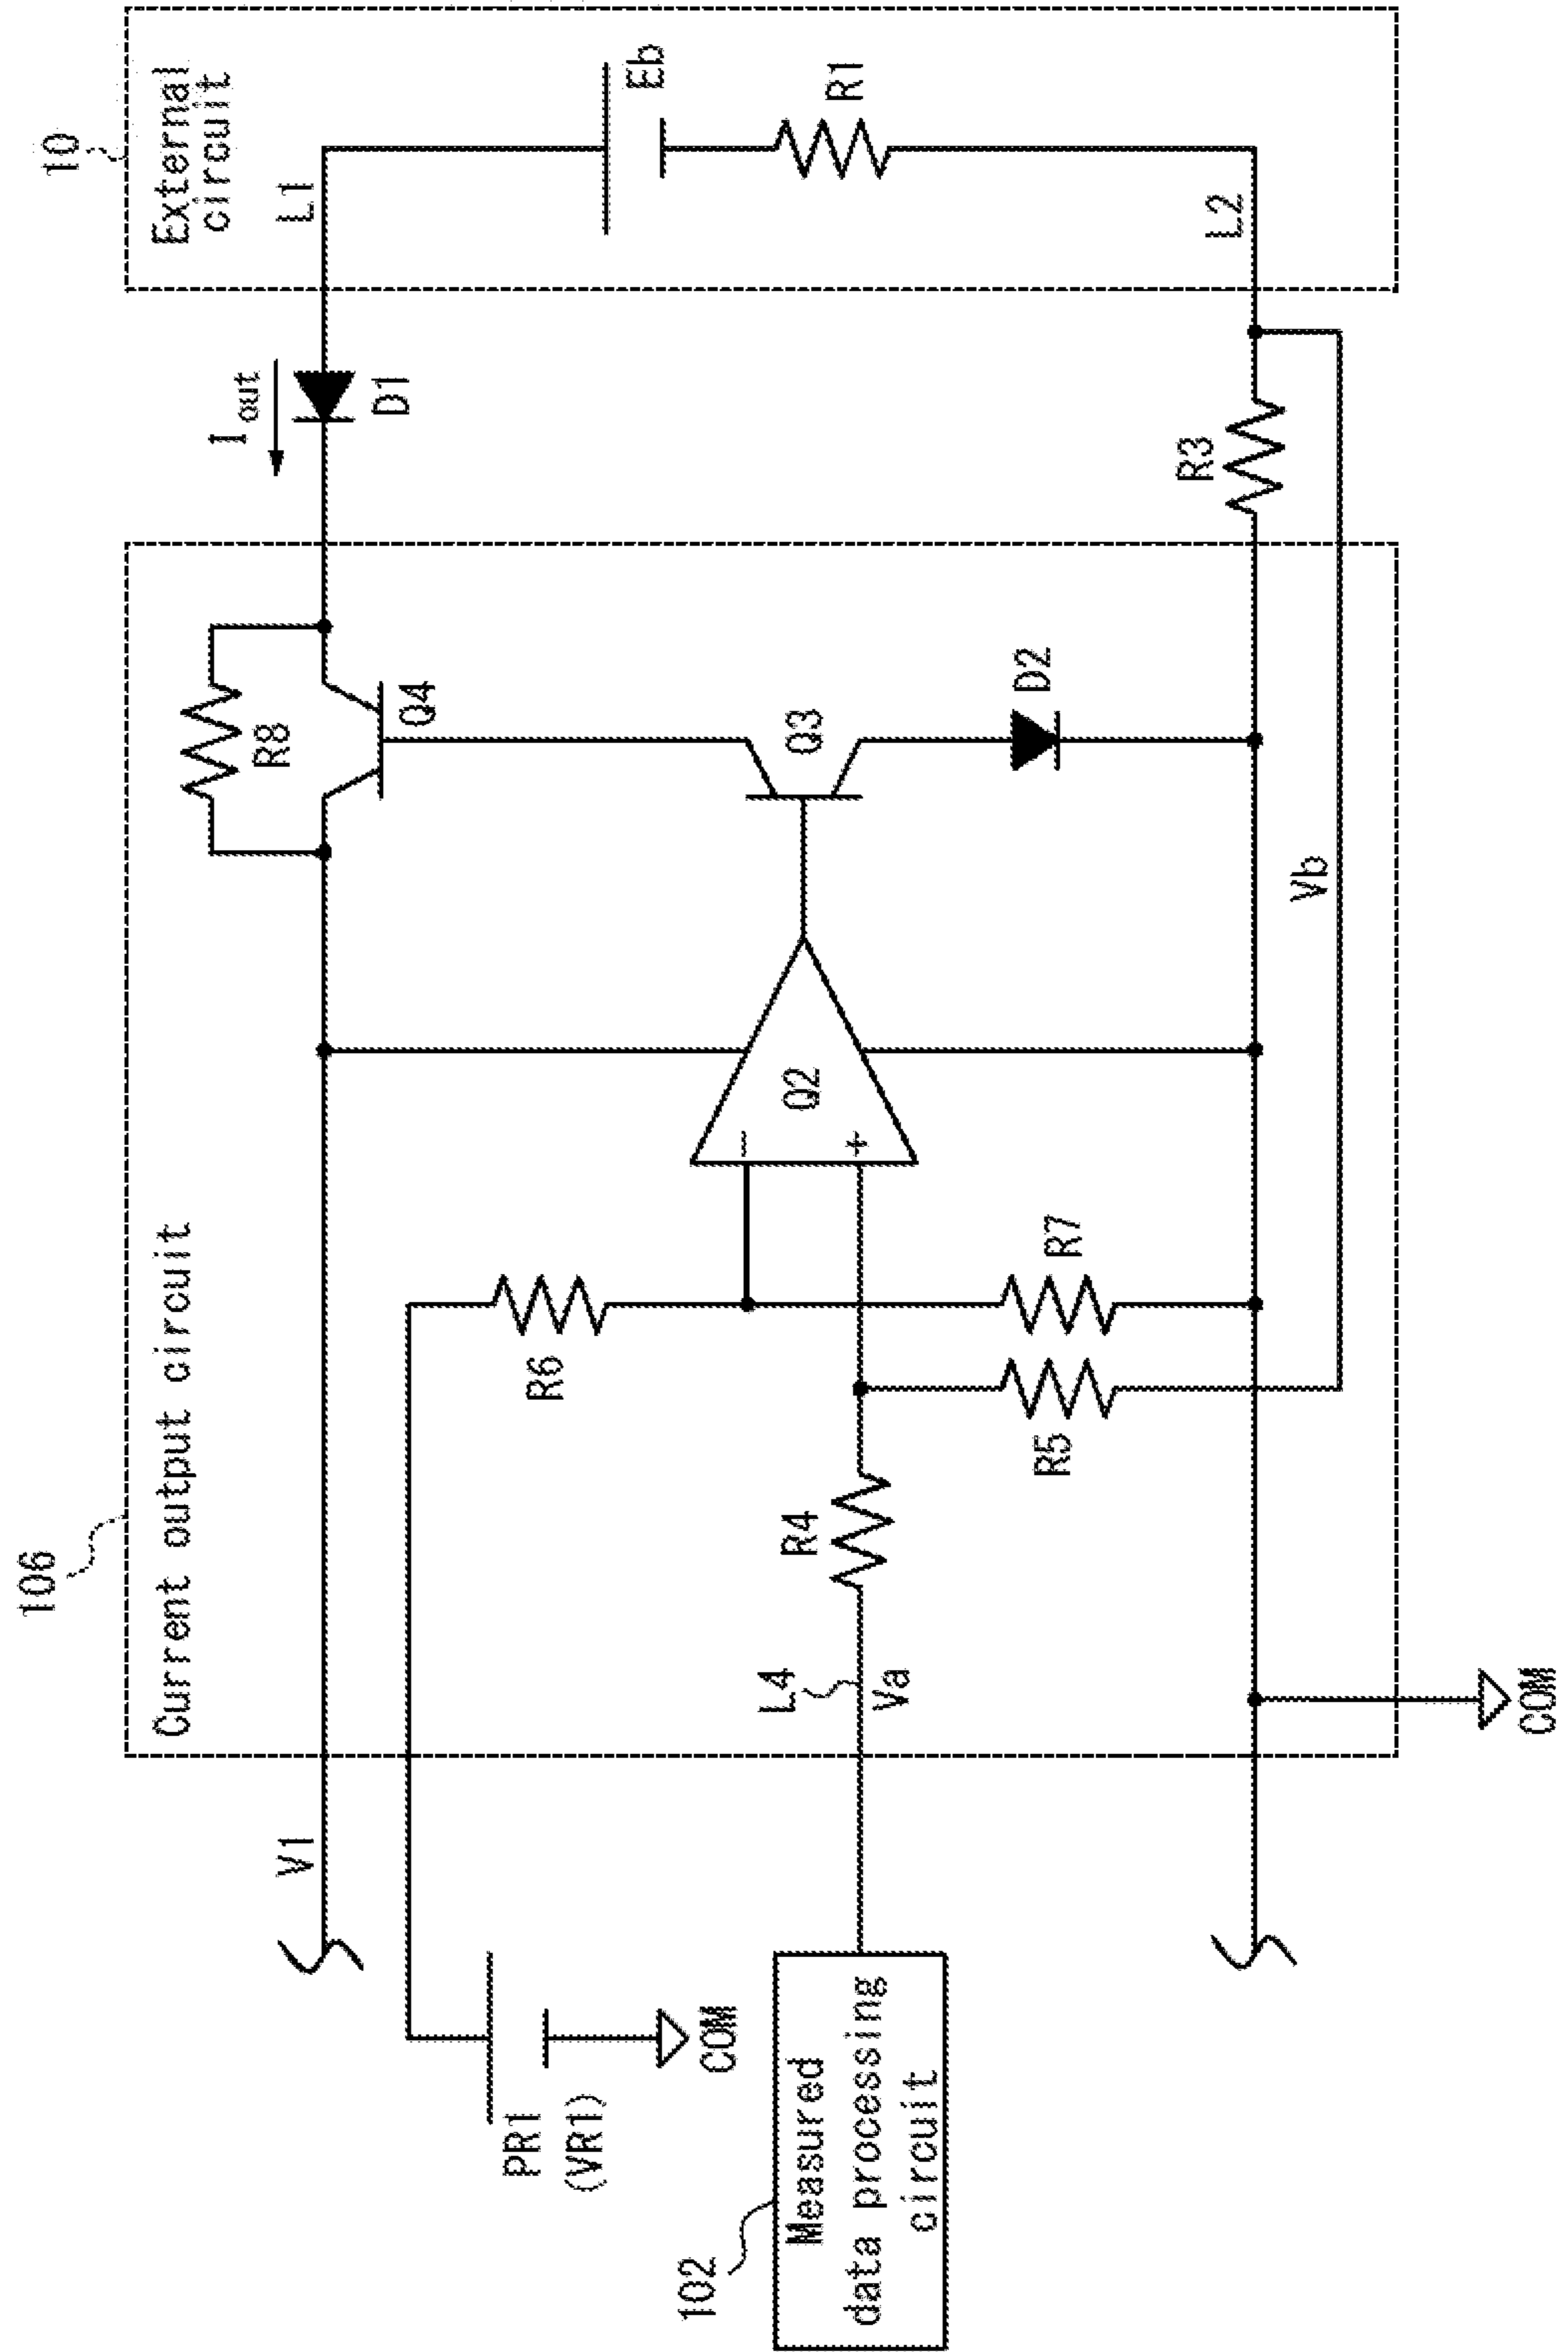 106
10
Current output circuit
External
circuit
V1
R8
I out
L1
D1
PR1
(VR1)
COM
R6
Q4
Eb
L4
Va
R4
Q2
-
+
Q3
R1
102
Measured
data processing
circuit
R5
R7
D2
R3
L2
Vb
COM